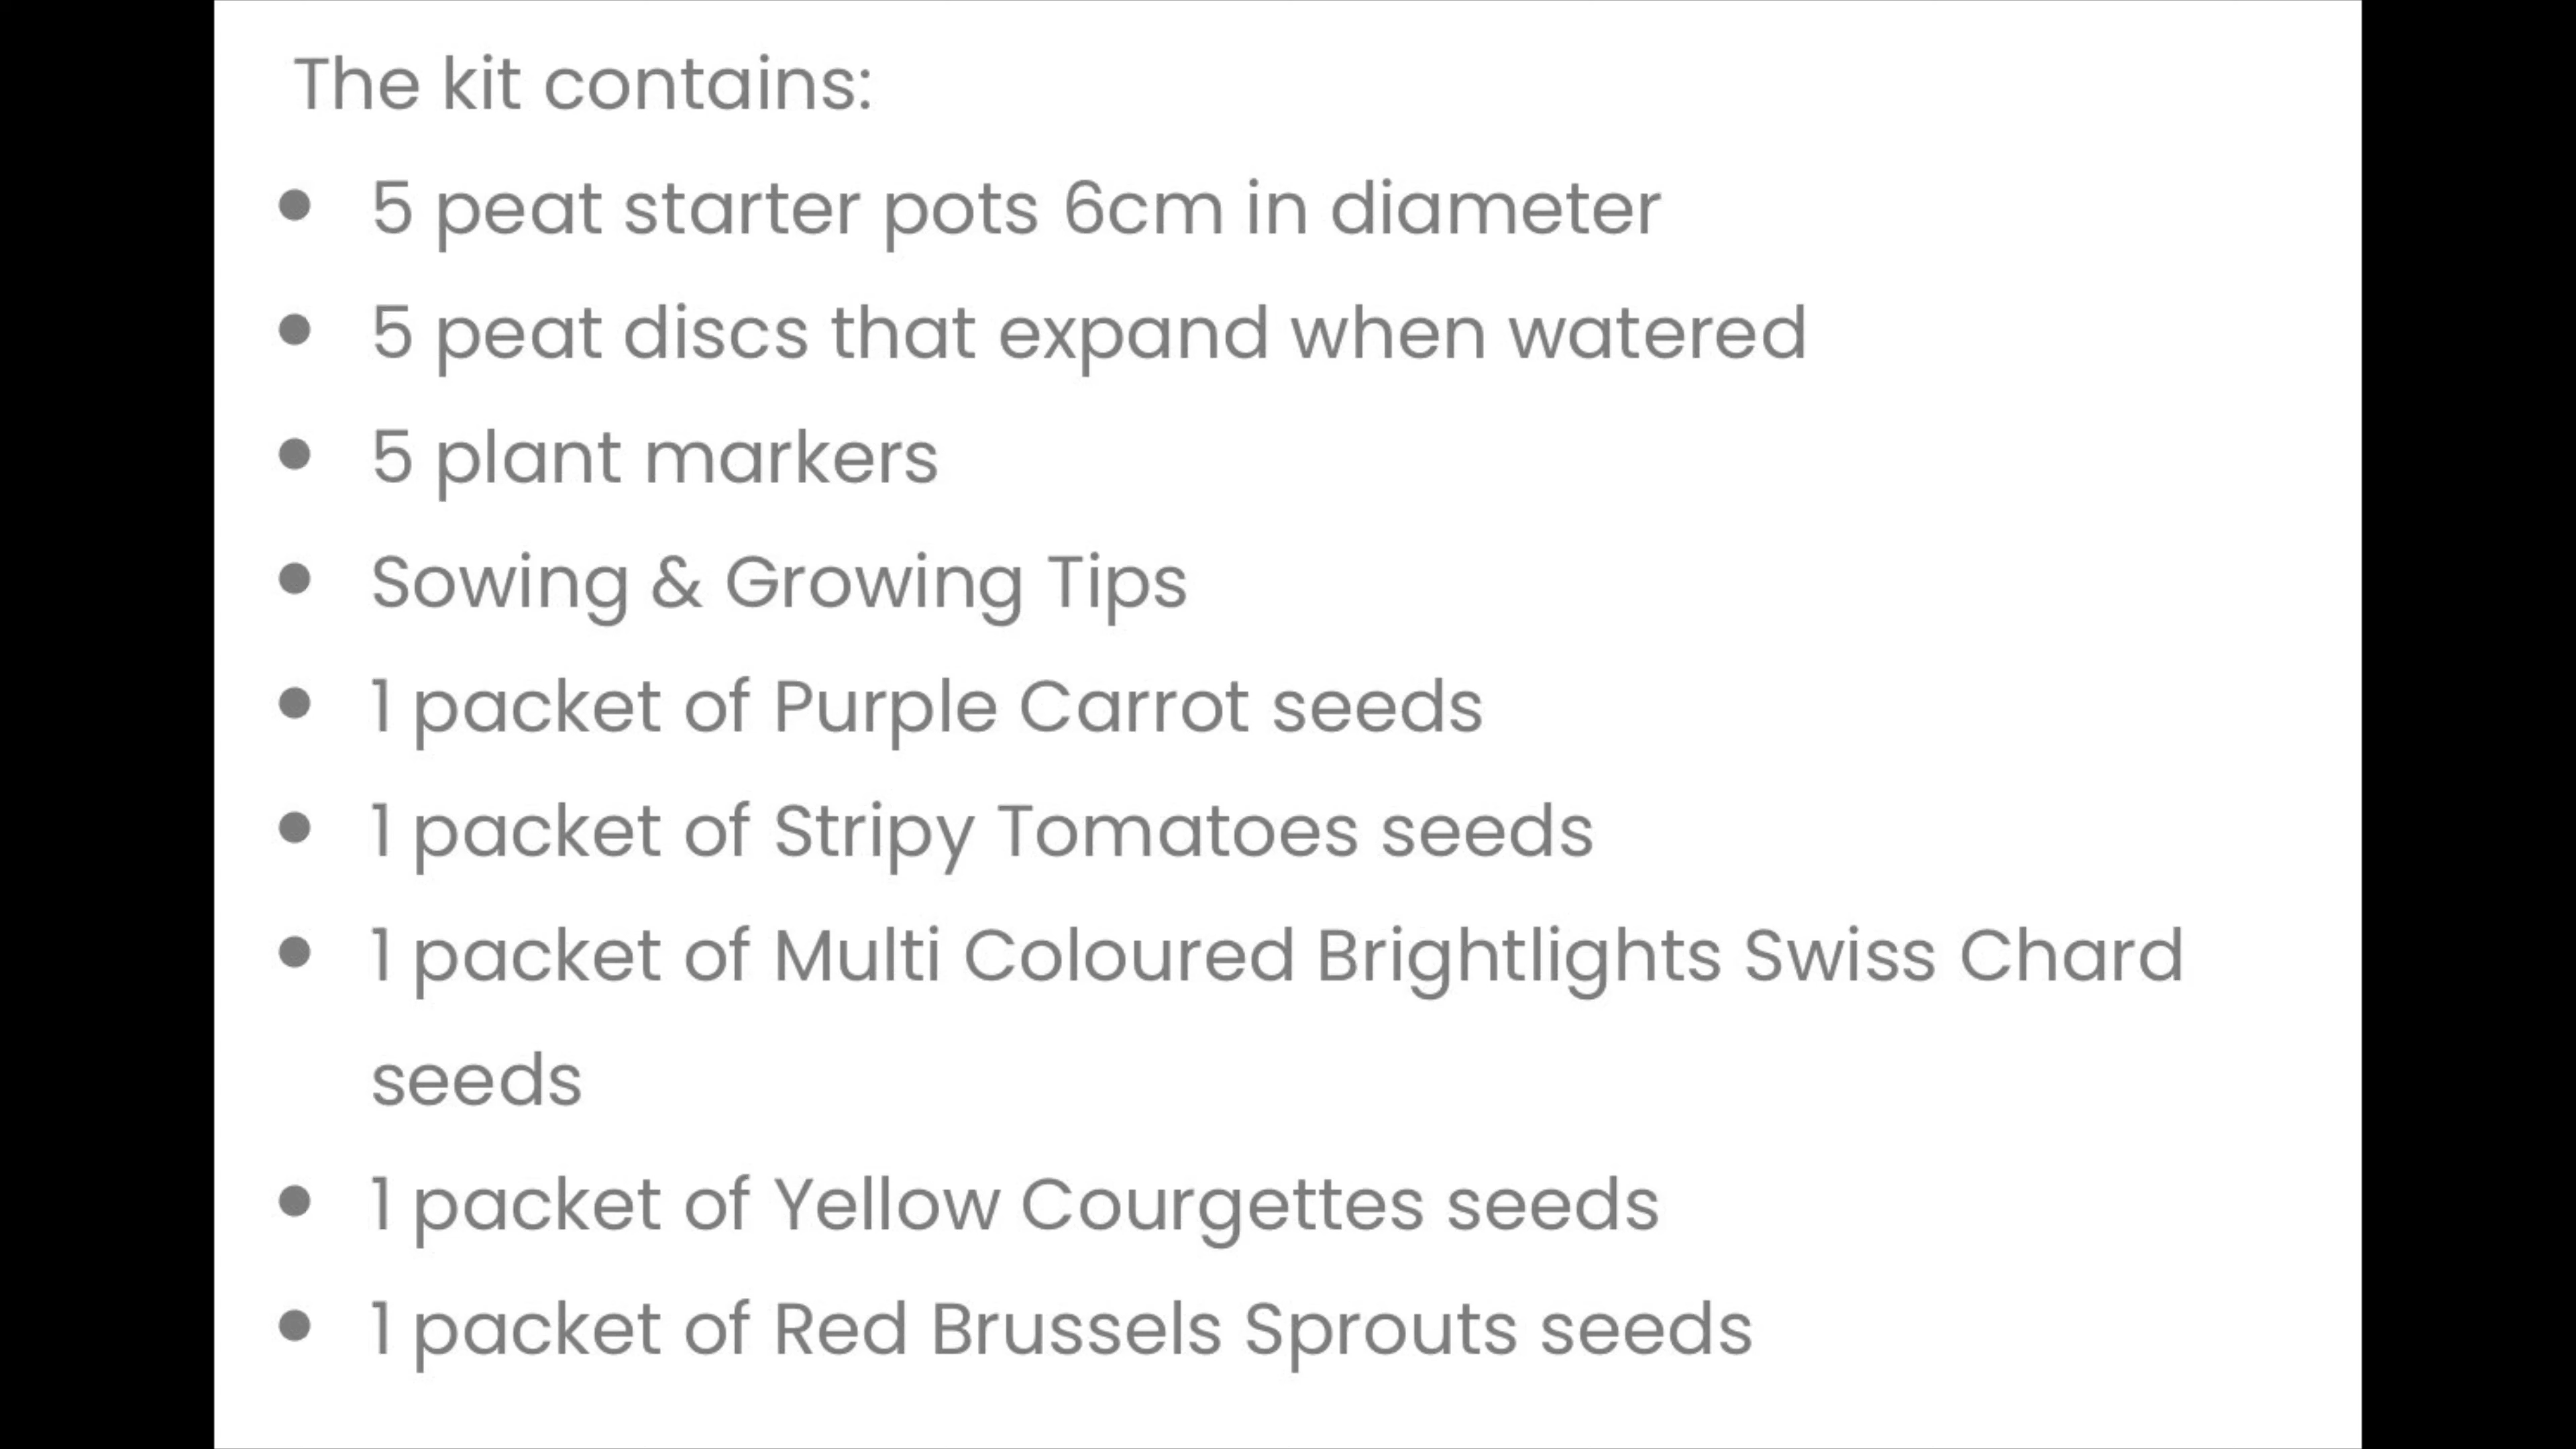 The kit contains:
• 5 peat starter pots 6cm in diameter
• 5 peat discs that expand when watered
• 5 plant markers
• Sowing & Growing Tips
• 1 packet of Purple Carrot seeds
• 1 packet of Stripy Tomatoes seeds
• 1 packet of Multi Coloured Brightlights Swiss Chard
seeds
• 1 packet of Yellow Courgettes seeds
• 1 packet of Red Brussels Sprouts seeds